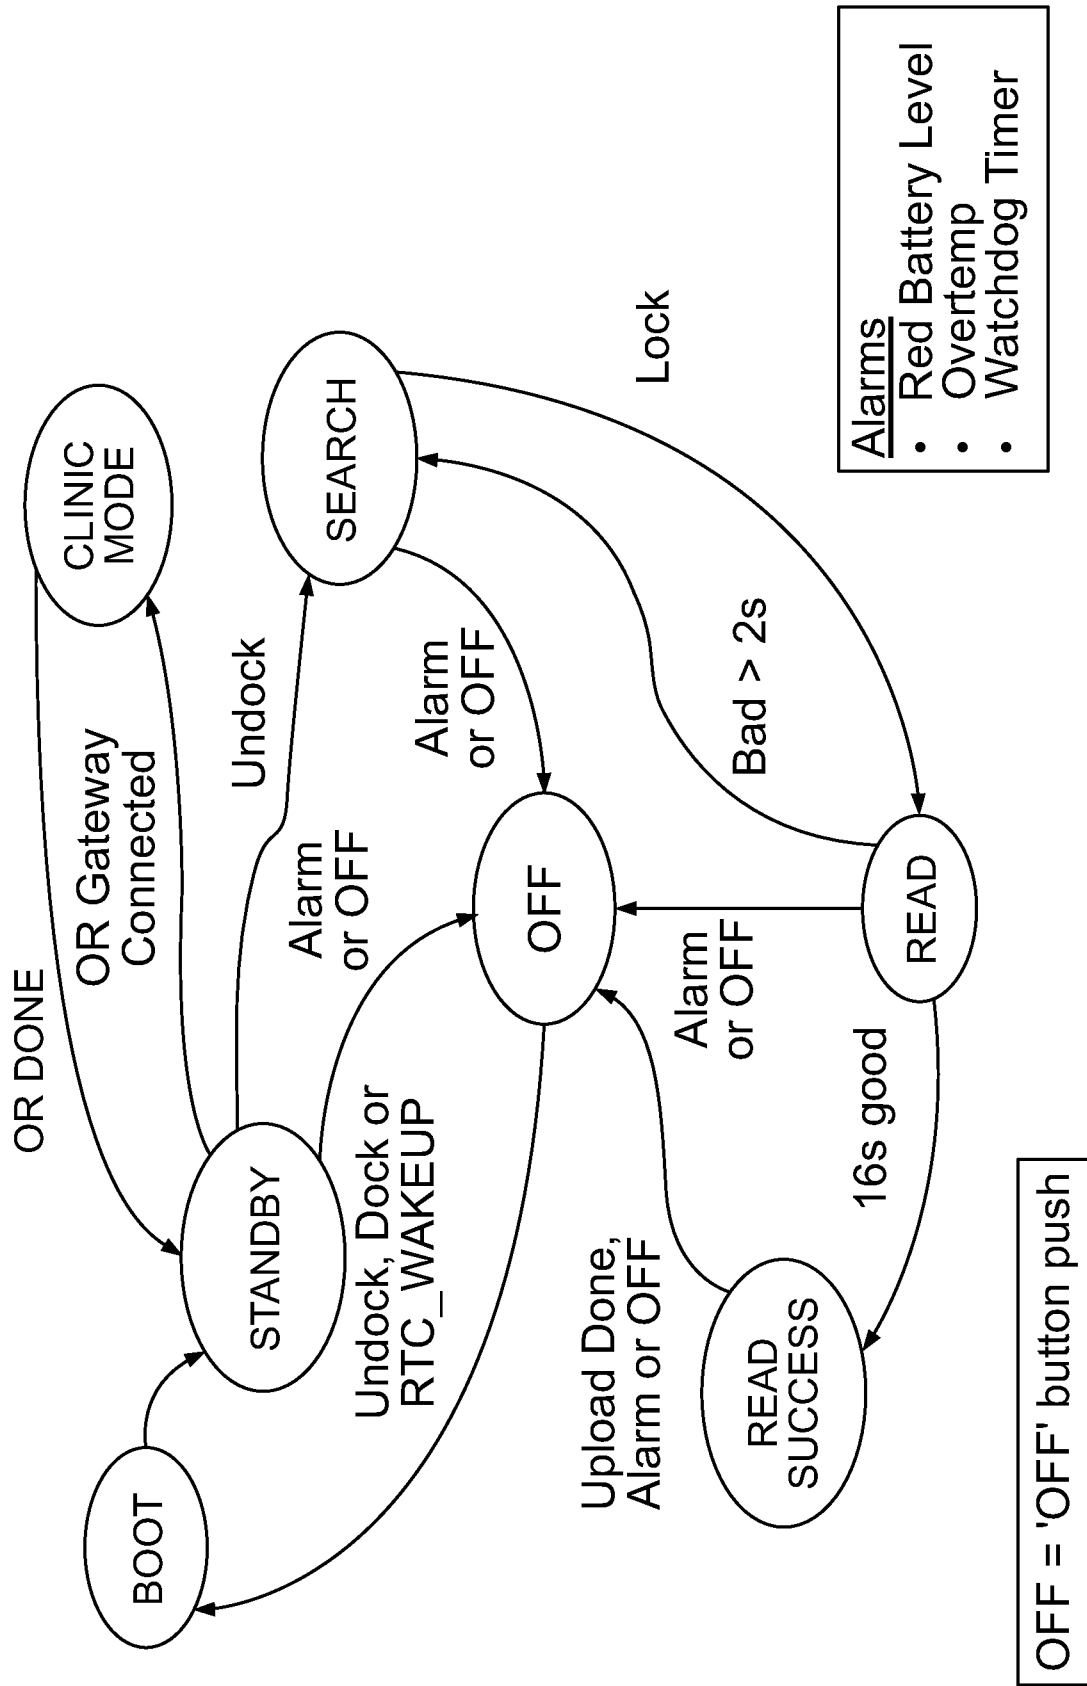 OR DONE
OR Gateway
Connected
CLINIC
MODE
BOOT
STANDBY
Undock
SEARCH
Alarm
or OFF
Undock, Dock or
RTC_WAKEUP
Alarm
or OFF
OFF
Lock
Upload Done,
Alarm or OFF
Alarm
or OFF
Bad > 2s
READ
SUCCESS
16s good
READ
Alarms
• Red Battery Level
• Overtemp
• Watchdog Timer
OFF = 'OFF' button push